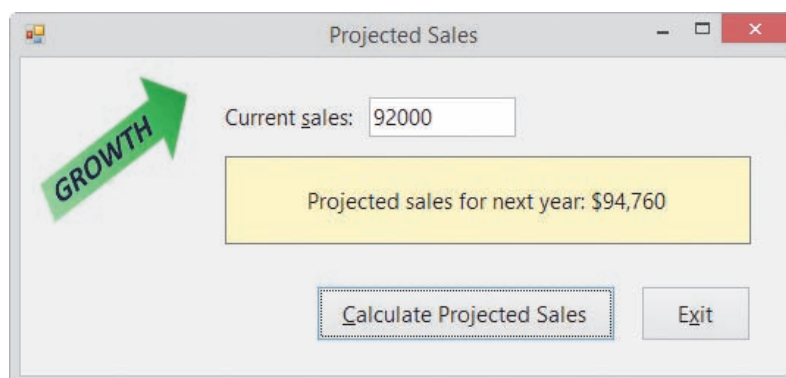 Projected Sales
GROWTH
Current sales: 92000
Projected sales for next year: $94,760
Calculate Projected Sales Exit